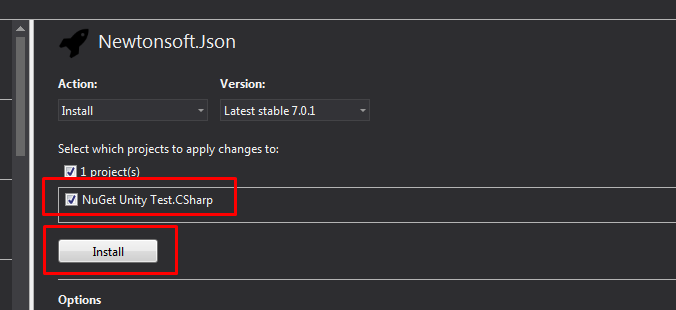 Newtonsoft.Json
Action: Version:
Install Latest stable 7.0.1
Select which projects to apply changes to:
1 project(s)
NuGet Unity Test.CSharp
Install
Options